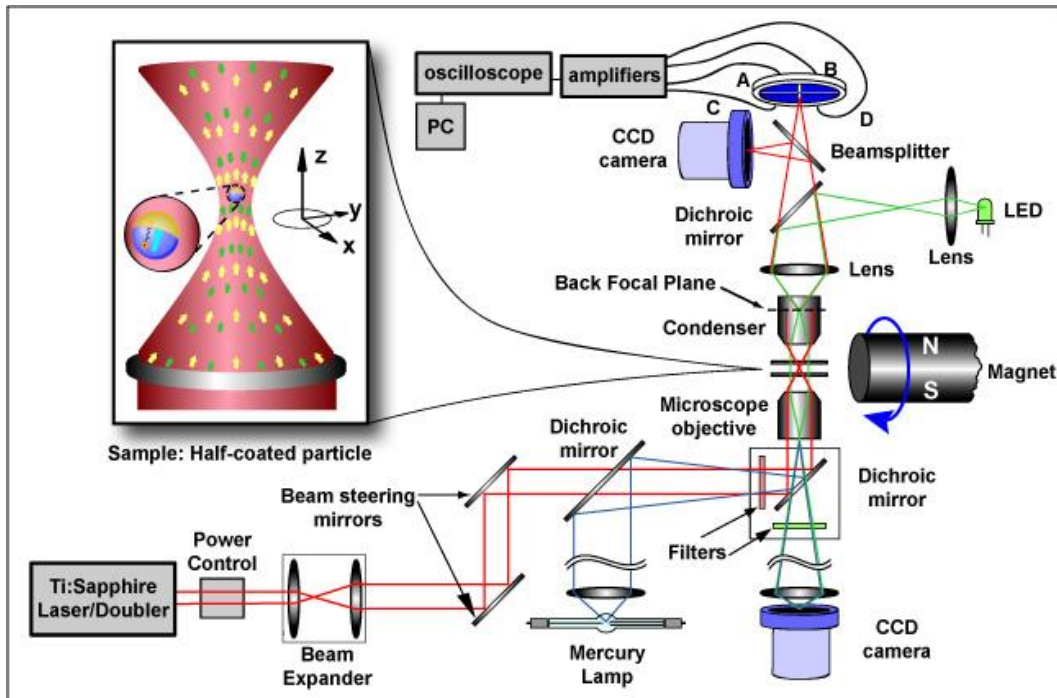 oscilloscope
amplifiers
PC
A
B
C
D
CCD
camera
Beamsplitter
Dichroic
mirror
LED
Lens
Lens
z
y
x
Back Focal Plane
Condenser
N
S
Magnet
Microscope
objective
Sample: Half-coated particle
Dichroic
mirror
Dichroic
mirror
Beam steering
mirrors
Filters
Power
Control
Ti:Sapphire
Laser/Doubler
Beam
Expander
Mercury
Lamp
CCD
camera